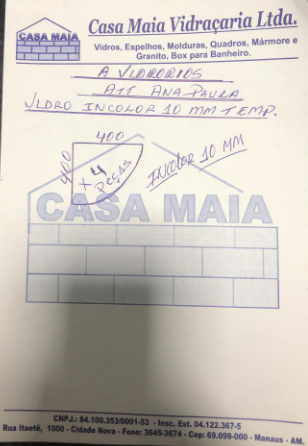 CASA MAIA
Casa Maia Vidraçaria Ltda.
Vidros, Espelhos, Molduras, Quadros, Mármore e
Granito, Box para Banheiro.
A VIDRORIOS
ATT ANA PAULA
VIDRO INCOLOR 10 MM TEMP.
400
400
x 4
Peças
INCOLOR 10 MM
CASA MAIA
CNPJ.: 84.100.353/0001-53 - Insc. Est. 04.122.367-5
Rua Itaeté, 1000 - Cidade Nova - Fone: 3645-3674 - Cep: 69.099-000 - Manaus - AM.